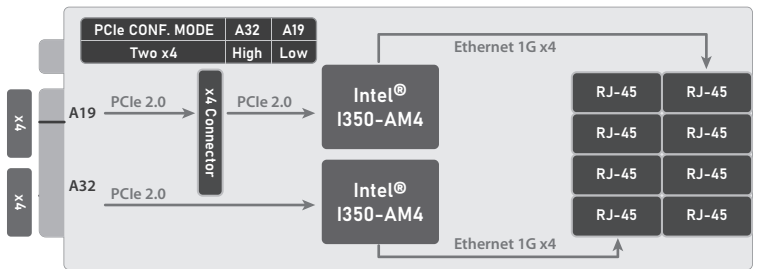 PCIe CONF. MODE A32 A19
Two x4 High Low
Ethernet 1G x4
x4
A19
PCIe 2.0
x4 Connector
PCIe 2.0
Intel®
I350-AM4
RJ-45 RJ-45
RJ-45 RJ-45
RJ-45 RJ-45
RJ-45 RJ-45
x4
A32
PCIe 2.0
Intel®
I350-AM4
Ethernet 1G x4